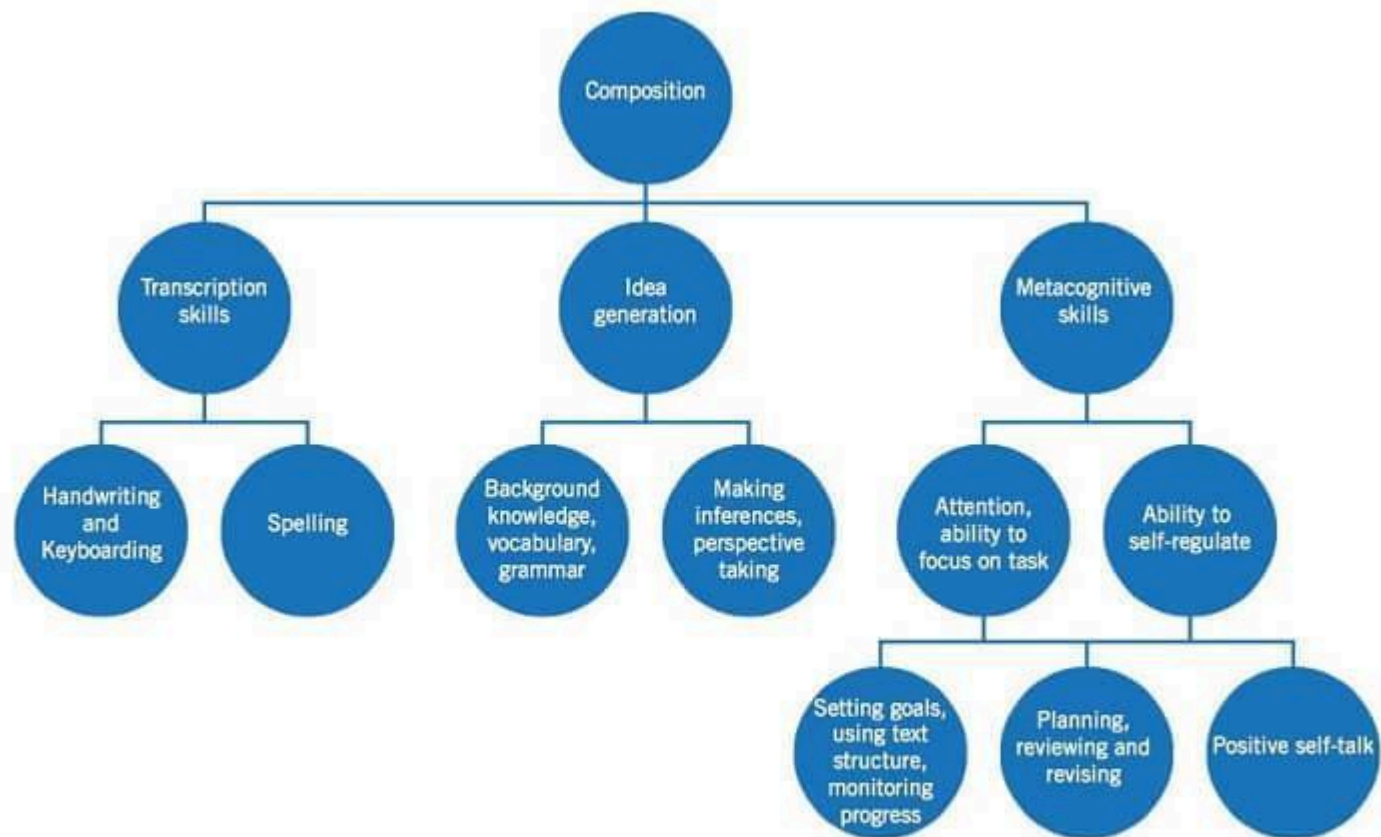 Composition
Transcription
skills
Idea
generation
Metacognitive
skills
Handwriting
and
Keyboarding
Spelling
Background
knowledge,
vocabulary,
grammar
Making
inferences,
perspective
taking
Attention,
ability to
focus on task
Ability to
self-regulate
Setting goals,
using text
structure,
monitoring
progress
Planning,
reviewing and
revising
Positive self-talk